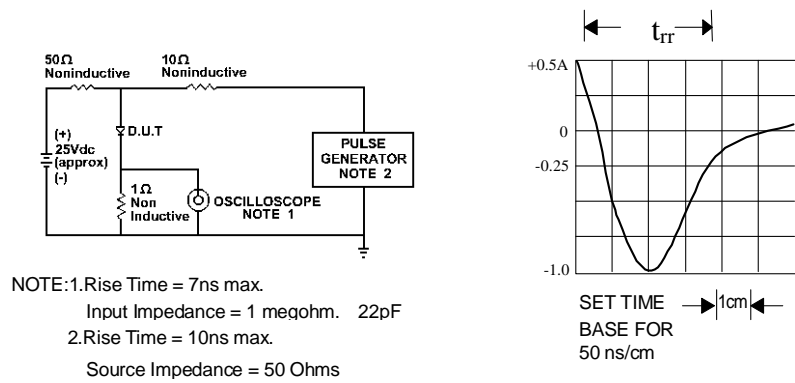 50Ω
Noninductive
10Ω
Noninductive
(+)
25Vdc
(approx)
(-)
D.U.T
1Ω
Non
Inductive
OSCILLOSCOPE
NOTE 1
PULSE
GENERATOR
NOTE 2
NOTE:1.Rise Time = 7ns max.
Input Impedance = 1 megohm. 22pF
2.Rise Time = 10ns max.
Source Impedance = 50 Ohms
trr
+0.5A
0
-0.25
-1.0
SET TIME
BASE FOR
50 ns/cm
1cm